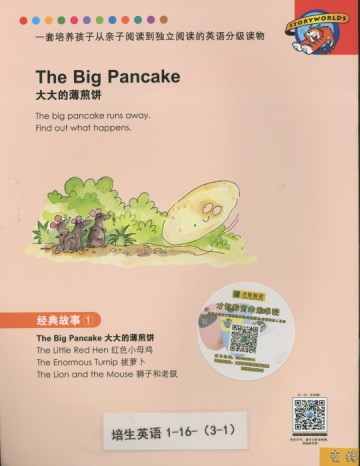 STORYWORLDS
一套培养孩子从亲子阅读到独立阅读的英语分级读物
The Big Pancake
大大的薄煎饼
The big pancake runs away.
Find out what happens.
经典故事 1
The Big Pancake 大大的薄煎饼
The Little Red Hen 红色小母鸡
The Enormous Turnip 拔萝卜
The Lion and the Mouse 狮子和老鼠
培生英语 1-16-（3-1）